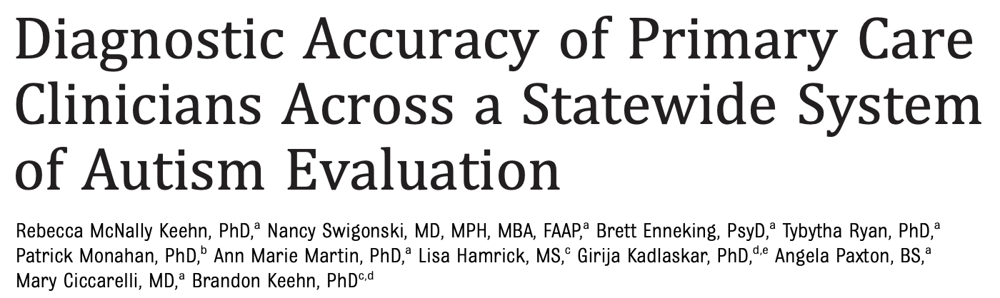 Diagnostic Accuracy of Primary Care
Clinicians Across a Statewide System
of Autism Evaluation
Rebecca McNally Keehn, PhD,ᵃ Nancy Swigonski, MD, MPH, MBA, FAAP,ᵃ Brett Enneking, PsyD,ᵃ Tybytha Ryan, PhD,ᵃ
Patrick Monahan, PhD,ᵇ Ann Marie Martin, PhD,ᵃ Lisa Hamrick, MS,ᶜ Girija Kadlaskar, PhD,ᵈ,ᵉ Angela Paxton, BS,ᵃ
Mary Ciccarelli, MD,ᵃ Brandon Keehn, PhDᶜ,ᵈ